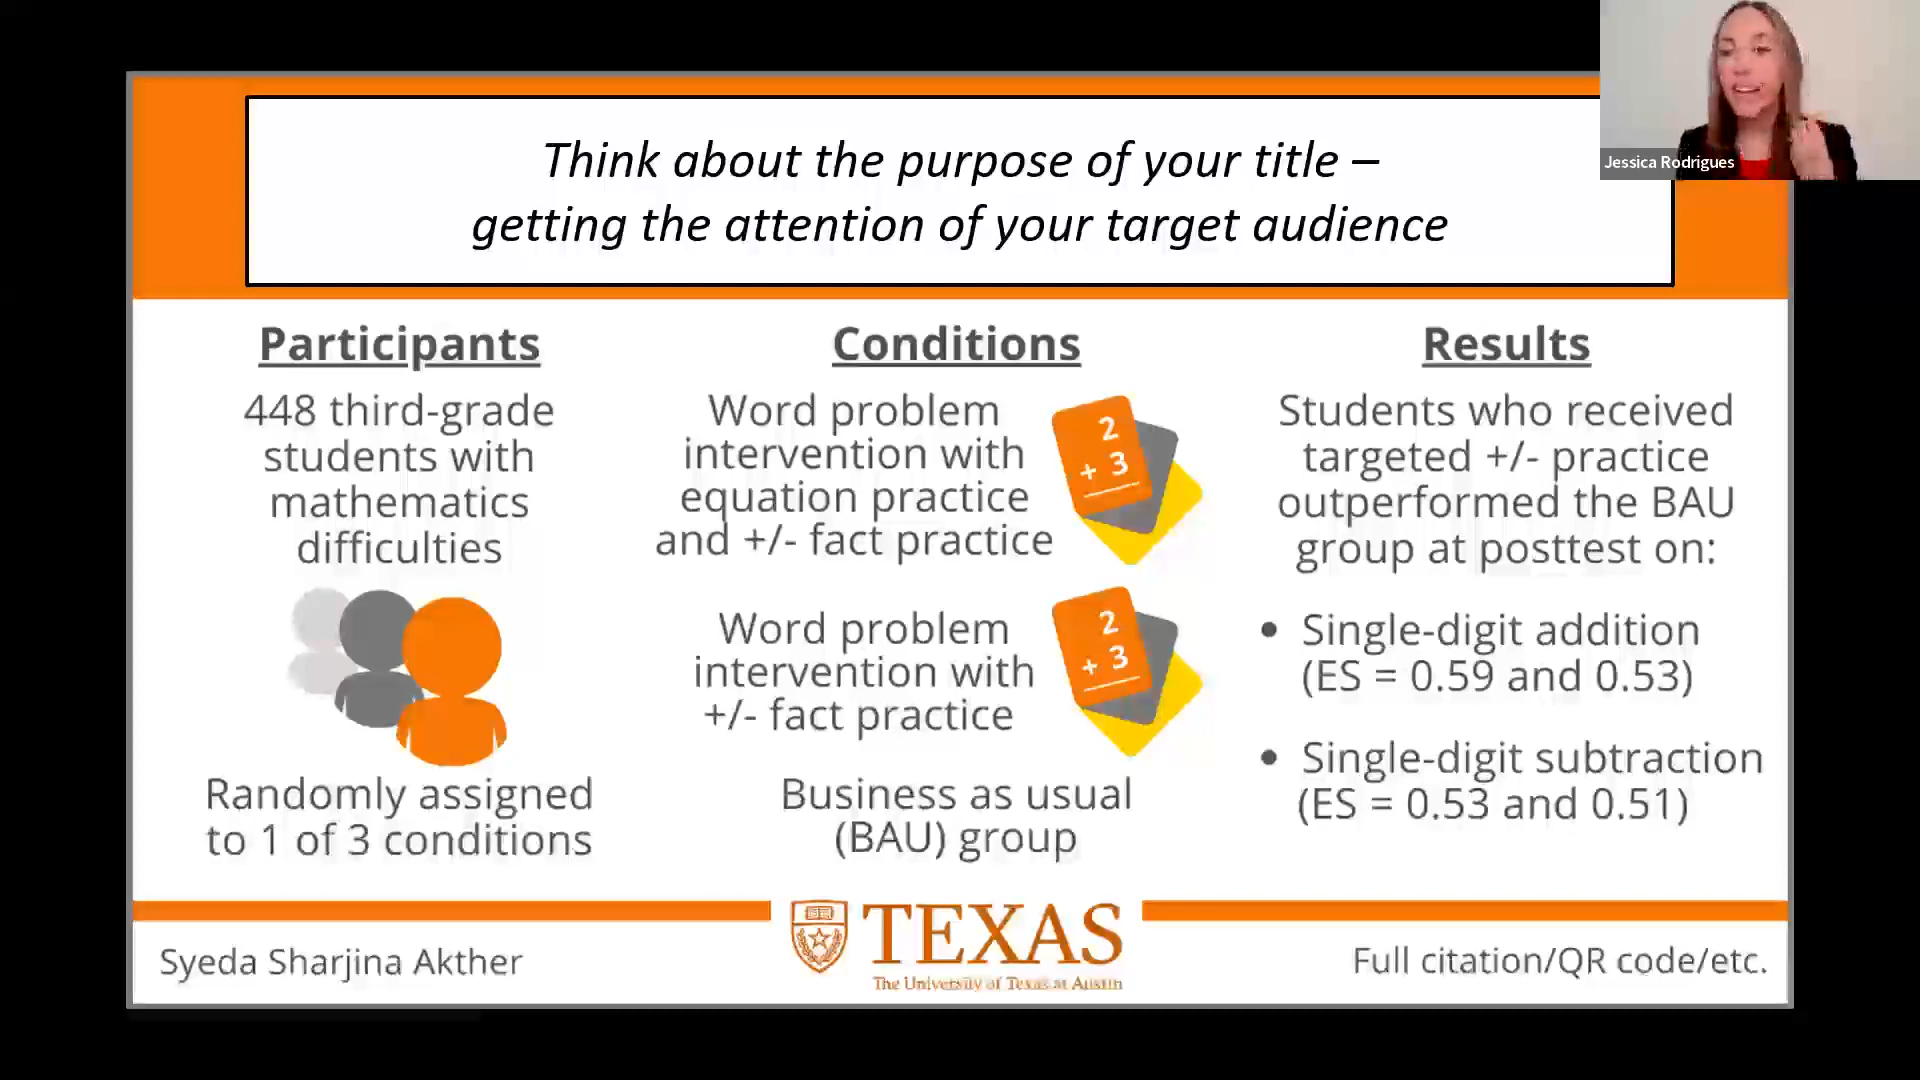 Think about the purpose of your title –
getting the attention of your target audience
Jessica Rodrigues
Participants
448 third-grade
students with
mathematics
difficulties
Randomly assigned
to 1 of 3 conditions
Conditions
Word problem
intervention with
equation practice
and +/- fact practice
2
+ 3
Word problem
intervention with
+/- fact practice
2
+ 3
Business as usual
(BAU) group
Results
Students who received
targeted +/- practice
outperformed the BAU
group at posttest on:
• Single-digit addition
(ES = 0.59 and 0.53)
• Single-digit subtraction
(ES = 0.53 and 0.51)
Syeda Sharjina Akther
TEXAS
The University of Texas at Austin
Full citation/QR code/etc.